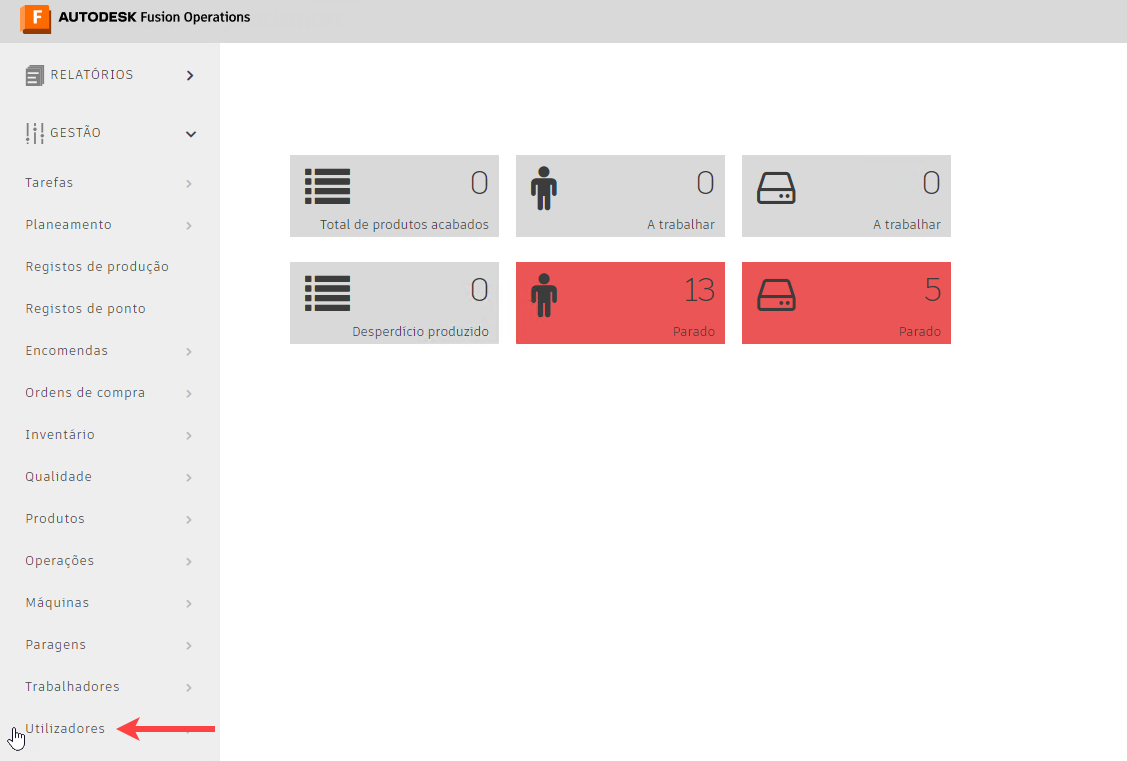 F AUTODESK Fusion Operations
RELATÓRIOS
GESTÃO
Tarefas
Planeamento
Registos de produção
Registos de ponto
Encomendas
Ordens de compra
Inventário
Qualidade
Produtos
Operações
Máquinas
Paragens
Trabalhadores
Utilizadores
0
Total de produtos acabados
0
A trabalhar
0
A trabalhar
0
Desperdício produzido
13
Parado
5
Parado